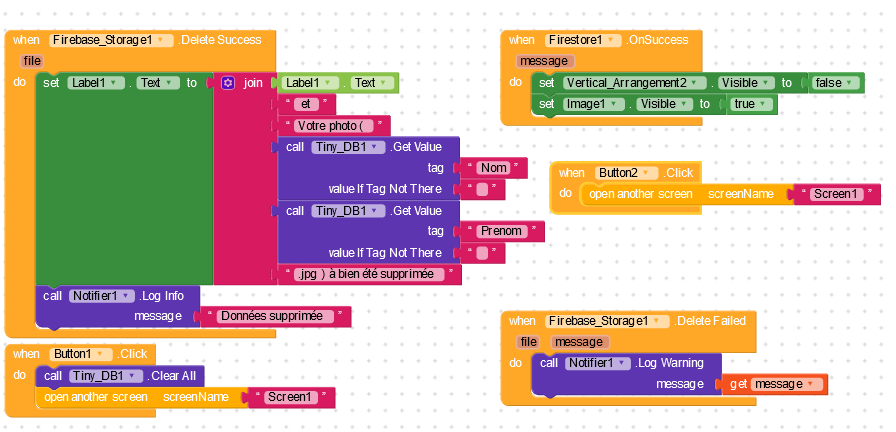 when Firebase_Storage1 .Delete Success
file
do set Label1 . Text to join Label1 . Text
“ et ”
“ Votre photo ( ”
call Tiny_DB1 .Get Value
tag “ Nom ”
value If Tag Not There “ ”
call Tiny_DB1 .Get Value
tag “ Prenom ”
value If Tag Not There “ ”
“ .jpg ) à bien été supprimée ”
call Notifier1 .Log Info
message “ Données supprimée ”
when Button1 .Click
do call Tiny_DB1 .Clear All
open another screen screenName “ Screen1 ”
when Firestore1 .OnSuccess
message
do set Vertical_Arrangement2 . Visible to false
set Image1 . Visible to true
when Button2 .Click
do open another screen screenName “ Screen1 ”
when Firebase_Storage1 .Delete Failed
file message
do call Notifier1 .Log Warning
message get message